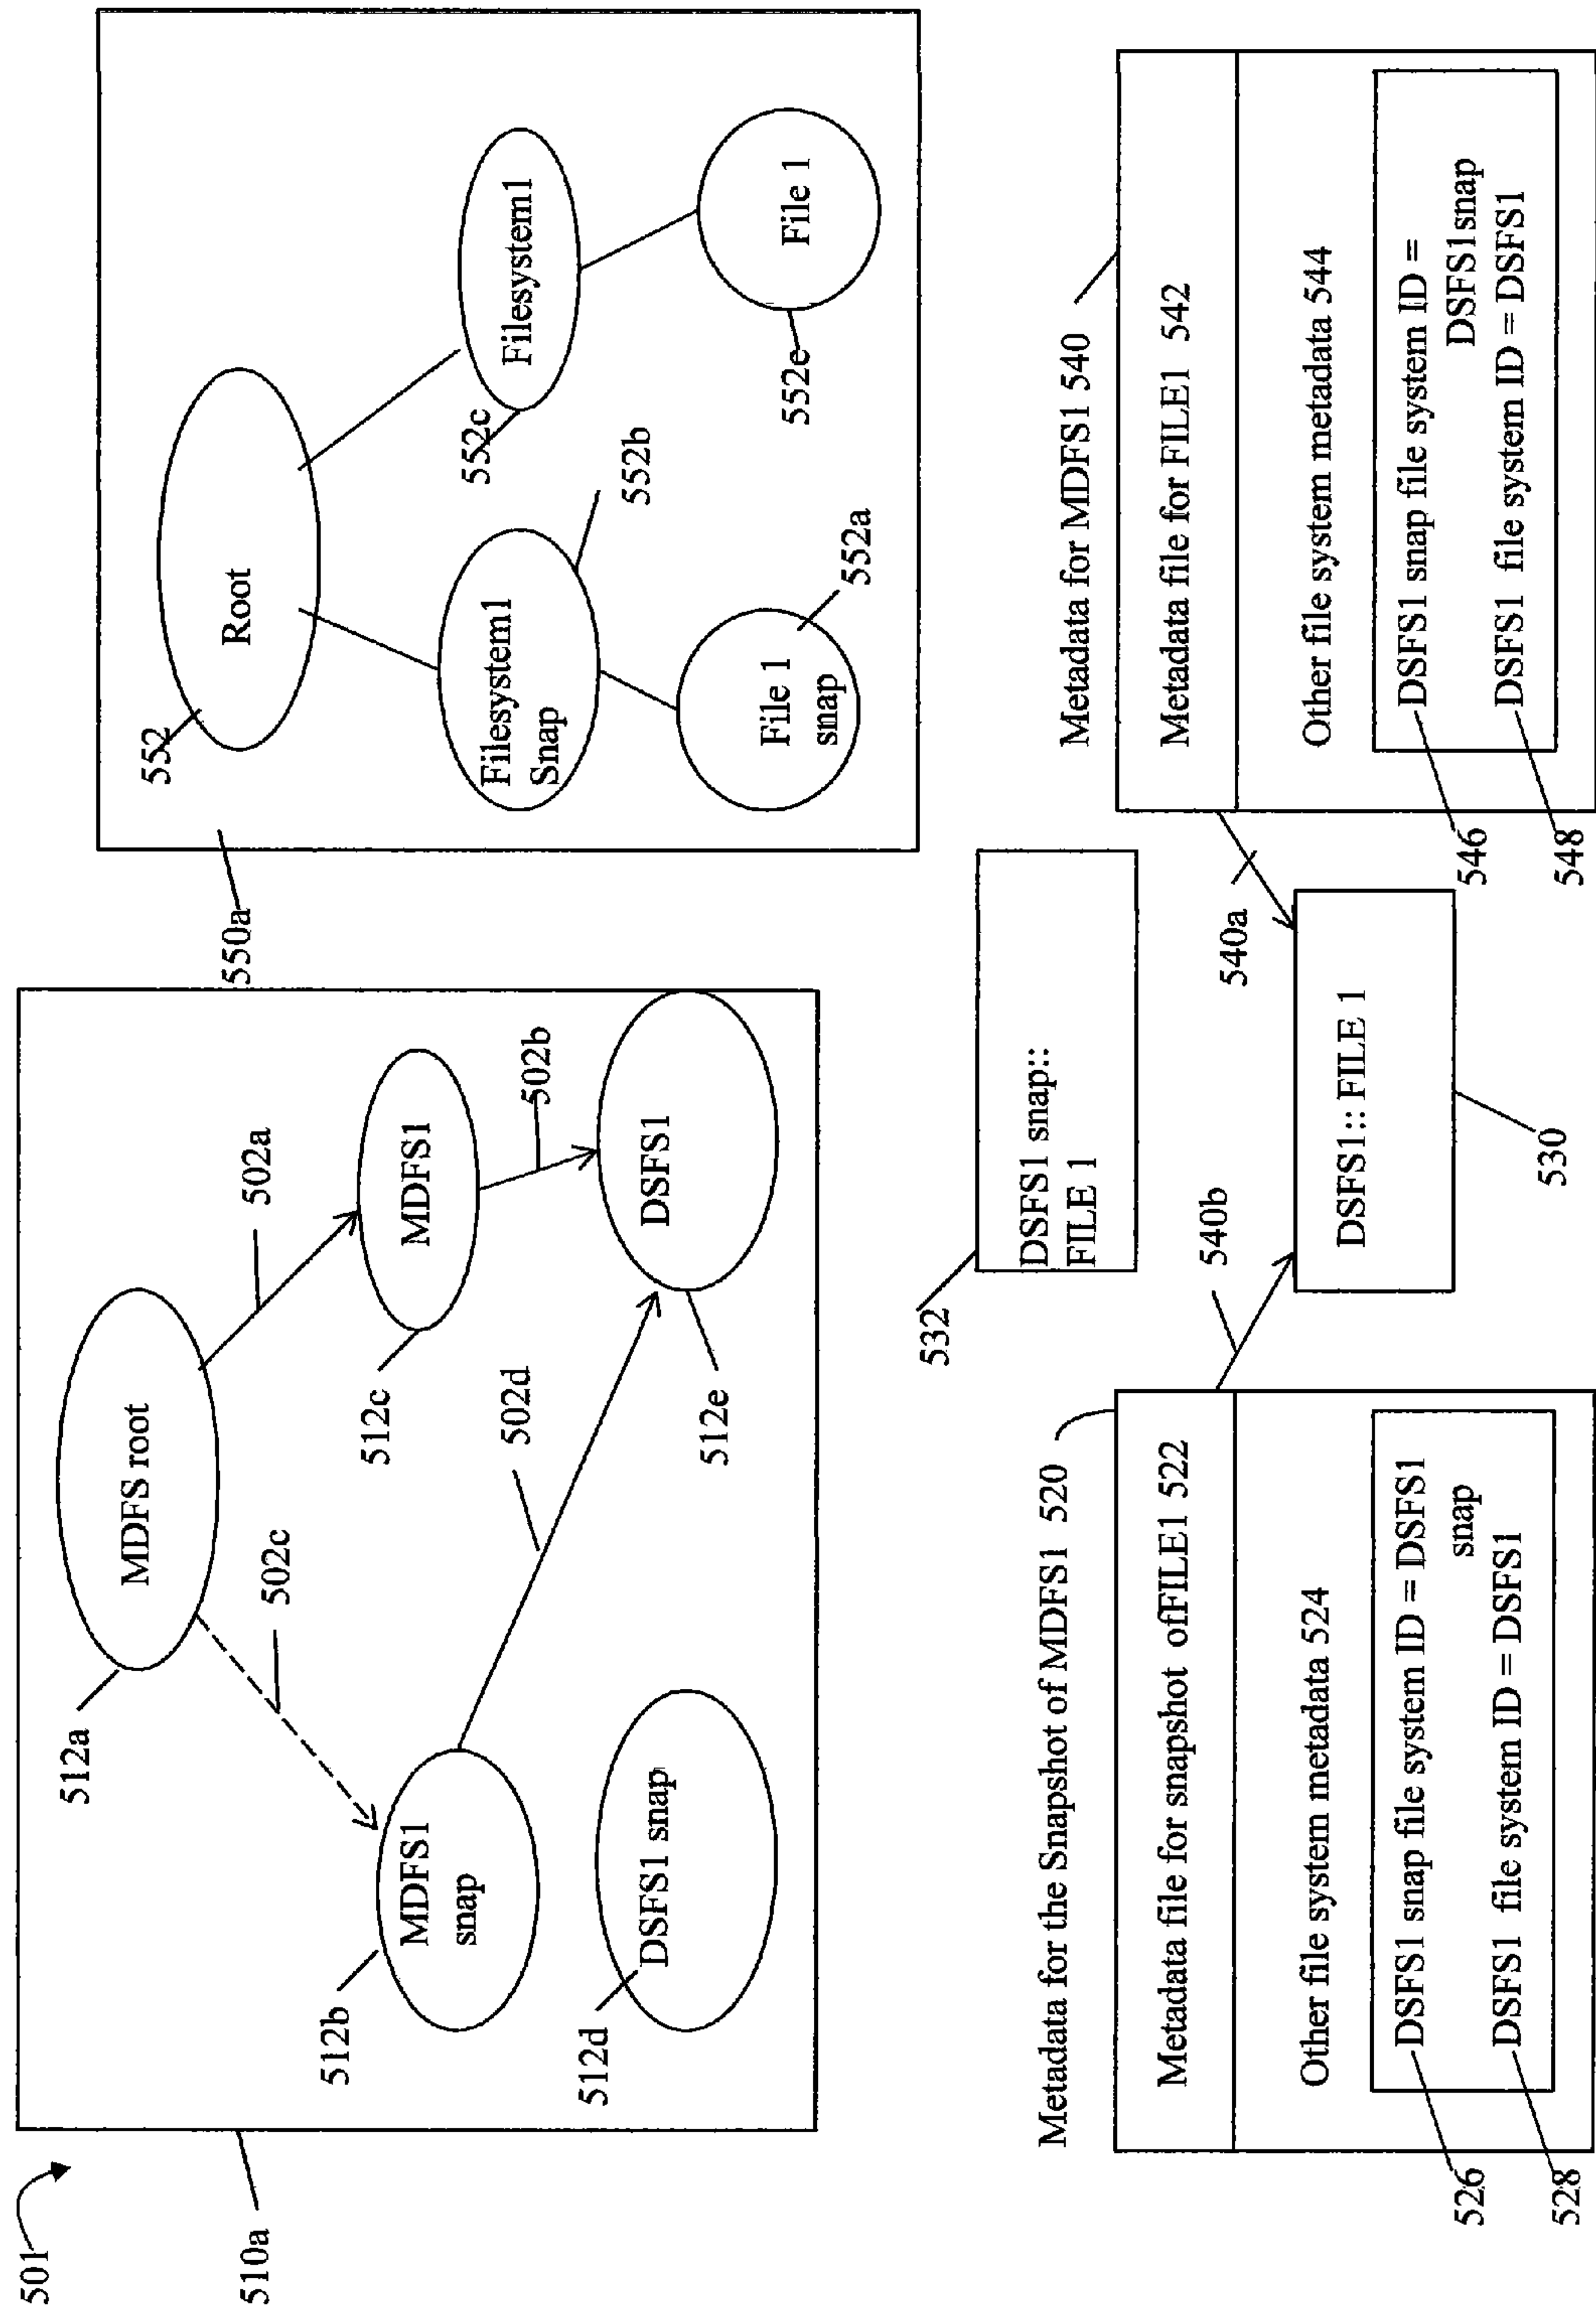 501
510a
512a
MDFS root
502a
502c
512b
MDFS1
snap
512c
MDFS1
502b
502d
512d
DSFS1 snap
512e
DSFS1
550a
552
Root
552c
Filesystem1
Filesystem1
Snap
552b
File 1
snap
552a
552e
File 1
532
DSFS1 snap::
FILE 1
Metadata for the Snapshot of MDFS1 520
Metadata file for snapshot ofFILE1 522
Other file system metadata 524
DSFS1 snap file system ID = DSFS1
snap
DSFS1 file system ID = DSFS1
526
528
540b
540a
DSFS1:: FILE 1
530
Metadata for MDFS1 540
Metadata file for FILE1 542
Other file system metadata 544
DSFS1 snap file system ID =
DSFS1snap
DSFS1 file system ID = DSFS1
546
548